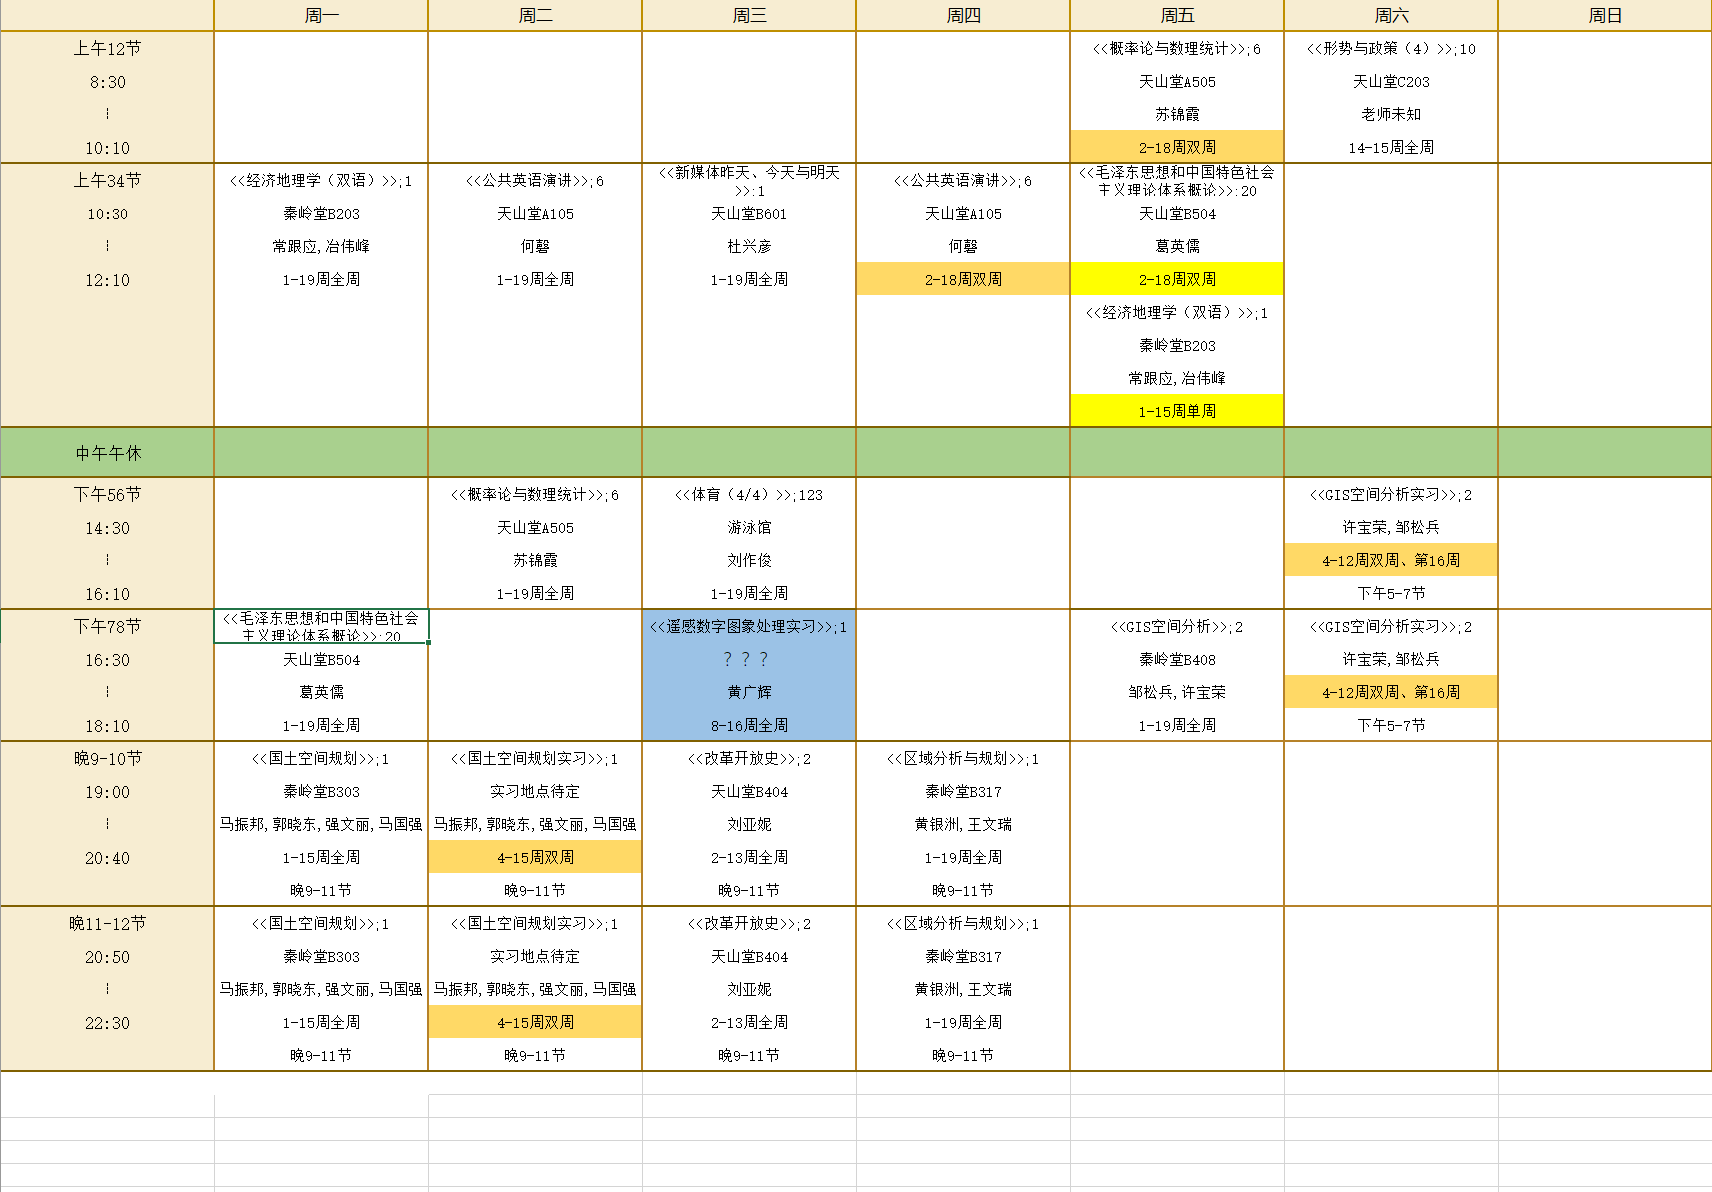 周一 周二 周三 周四 周五 周六 周日
上午12节
8:30
┆
10:10
<<概率论与数理统计>>;6
天山堂A505
苏锦霞
2-18周双周
<<形势与政策（4）>>;10
天山堂C203
老师未知
14-15周全周
上午34节
10:30
┆
12:10
<<经济地理学（双语）>>;1
秦岭堂B203
常跟应,冶伟峰
1-19周全周
<<公共英语演讲>>;6
天山堂A105
何磬
1-19周全周
<<新媒体昨天、今天与明天
>>;1
天山堂B601
杜兴彦
1-19周全周
<<公共英语演讲>>;6
天山堂A105
何磬
2-18周双周
<<毛泽东思想和中国特色社会
主义理论体系概论>>;20
天山堂B504
葛英儒
2-18周双周
<<经济地理学（双语）>>;1
秦岭堂B203
常跟应,冶伟峰
1-15周单周
中午午休
下午56节
14:30
┆
16:10
<<概率论与数理统计>>;6
天山堂A505
苏锦霞
1-19周全周
<<体育（4/4）>>;123
游泳馆
刘作俊
1-19周全周
<<GIS空间分析实习>>;2
许宝荣,邹松兵
4-12周双周、第16周
下午5-7节
下午78节
16:30
┆
18:10
<<毛泽东思想和中国特色社会
主义理论体系概论>>;20
天山堂B504
葛英儒
1-19周全周
<<遥感数字图象处理实习>>;1
？？？
黄广辉
8-16周全周
<<GIS空间分析>>;2
秦岭堂B408
邹松兵,许宝荣
1-19周全周
<<GIS空间分析实习>>;2
许宝荣,邹松兵
4-12周双周、第16周
下午5-7节
晚9-10节
19:00
┆
20:40
<<国土空间规划>>;1
秦岭堂B303
马振邦,郭晓东,强文丽,马国强
1-15周全周
晚9-11节
<<国土空间规划实习>>;1
实习地点待定
马振邦,郭晓东,强文丽,马国强
4-15周双周
晚9-11节
<<改革开放史>>;2
天山堂B404
刘亚妮
2-13周全周
晚9-11节
<<区域分析与规划>>;1
秦岭堂B317
黄银洲,王文瑞
1-19周全周
晚9-11节
晚11-12节
20:50
┆
22:30
<<国土空间规划>>;1
秦岭堂B303
马振邦,郭晓东,强文丽,马国强
1-15周全周
晚9-11节
<<国土空间规划实习>>;1
实习地点待定
马振邦,郭晓东,强文丽,马国强
4-15周双周
晚9-11节
<<改革开放史>>;2
天山堂B404
刘亚妮
2-13周全周
晚9-11节
<<区域分析与规划>>;1
秦岭堂B317
黄银洲,王文瑞
1-19周全周
晚9-11节